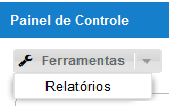 Painel de Controle
Ferramentas
Relatórios